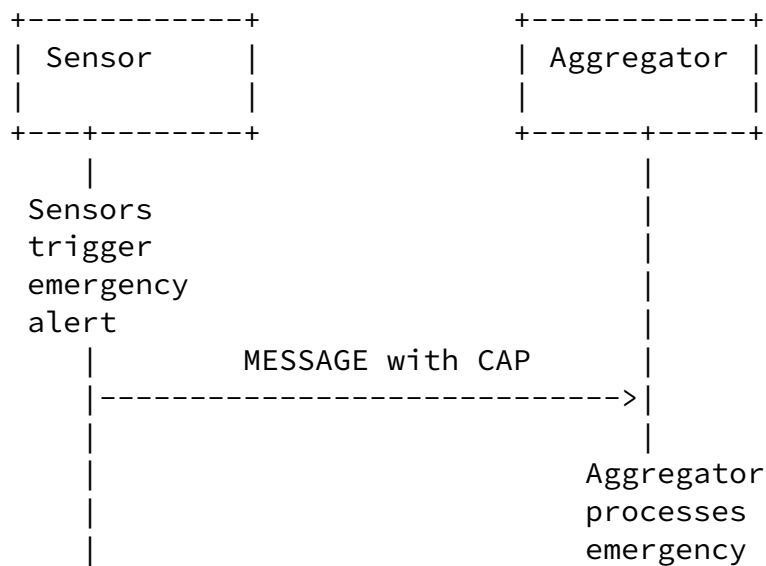 Sensor Aggregator
Sensors
trigger
emergency
alert
MESSAGE with CAP
Aggregator
processes
emergency